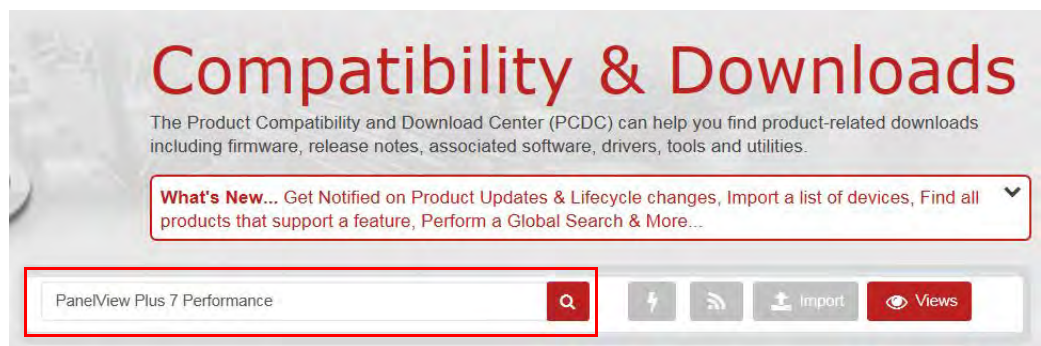 Compatibility & Downloads
The Product Compatibility and Download Center (PCDC) can help you find product-related downloads
including firmware, release notes, associated software, drivers, tools and utilities.
What's New... Get Notified on Product Updates & Lifecycle changes, Import a list of devices, Find all
products that support a feature, Perform a Global Search & More...
PanelView Plus 7 Performance Import Views